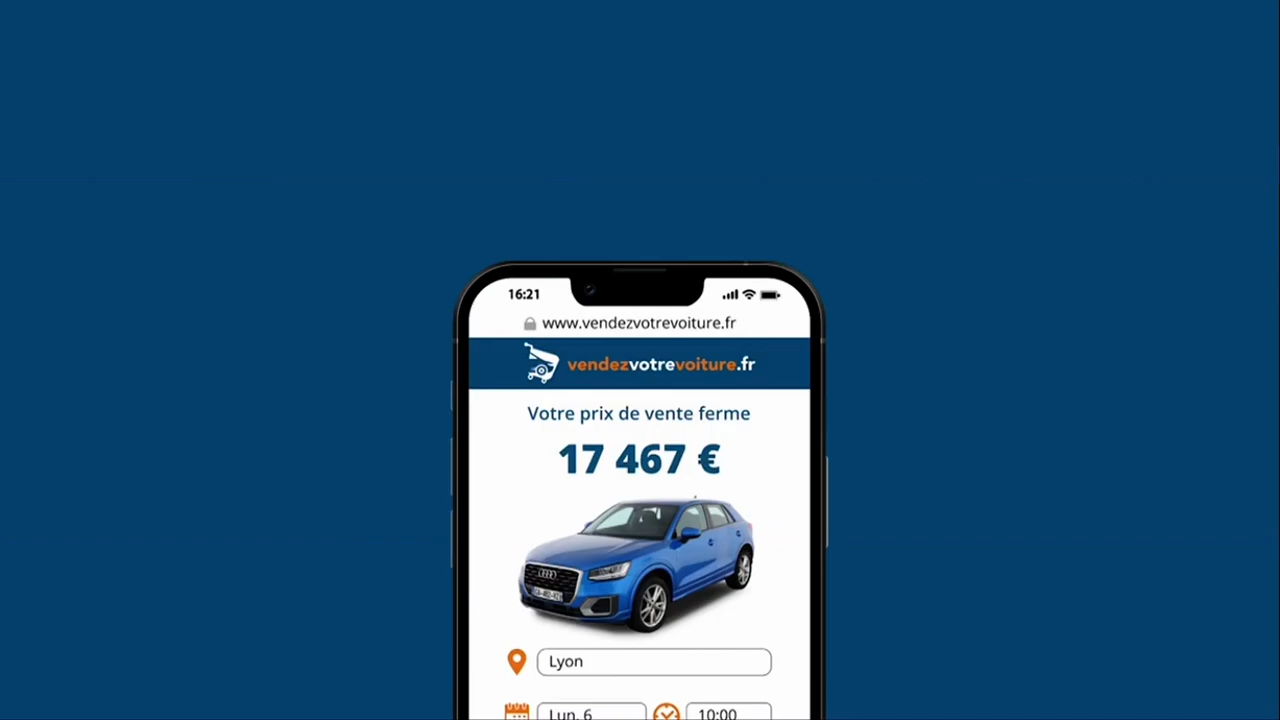 16:21
www.vendezvotrevoiture.fr
vendezvotrevoiture.fr
Votre prix de vente ferme
17 467 €
Lyon
Lun. 6
10:00